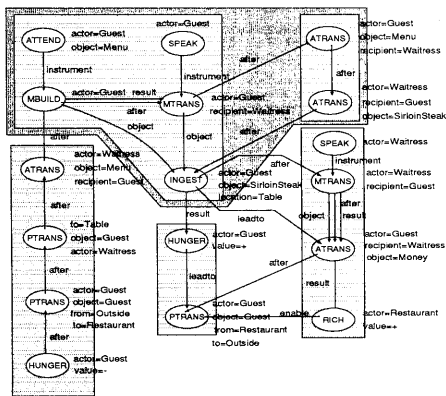 ATTEND
actor=Guest
object=Menu
SPEAK
actor=Guest
ATRANS
actor=Guest
object=Menu
recipient=Waitress
instrument
instrument
after
after
MBUILD
actor=Guest
result
after
object
MTRANS
actor=Guest
recipient=Waitress
ATRANS
actor=Waitress
recipient=Guest
object=SirloinSteak
after
object
after
SPEAK
actor=Waitress
instrument
actor=Waitress
object=Menu
recipient=Guest
ATRANS
INGEST
actor=Guest
object=SirloinSteak
location=Table
after
MTRANS
actor=Waitress
recipient=Guest
after
result
leadto
object
after
result
to=Table
object=Guest
actor=Waitress
PTRANS
HUNGER
actor=Guest
value=+
after
ATRANS
actor=Guest
recipient=Waitress
object=Money
after
leadto
result
PTRANS
actor=Guest
object=Guest
from=Outside
to=Restaurant
PTRANS
actor=Guest
object=Guest
from=Restaurant
to=Outside
enable
RICH
actor=Restaurant
value=+
after
HUNGER
actor=Guest
value=-